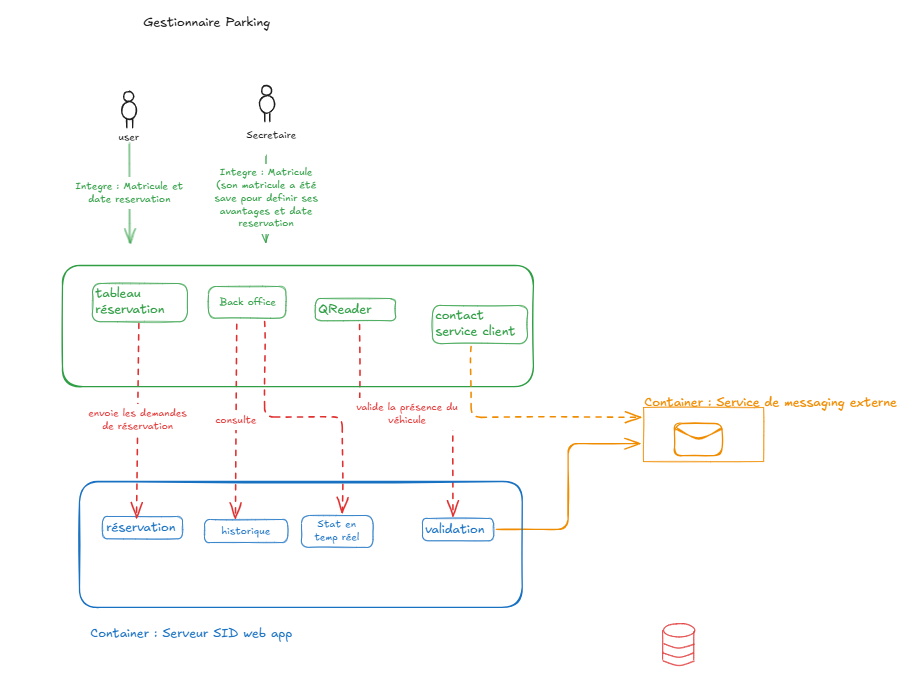 Gestionnaire Parking
user
Secretaire
Integre : Matricule et
date reservation
Integre : Matricule
(son matricule a été
save pour definir ses
avantages et date
reservation
tableau
réservation
Back office
QReader
contact
service client
envoie les demandes
de réservation
consulte
valide la présence du
véhicule
Container : Service de messaging externe
réservation
historique
Stat en
temp réel
validation
Container : Serveur SID web app